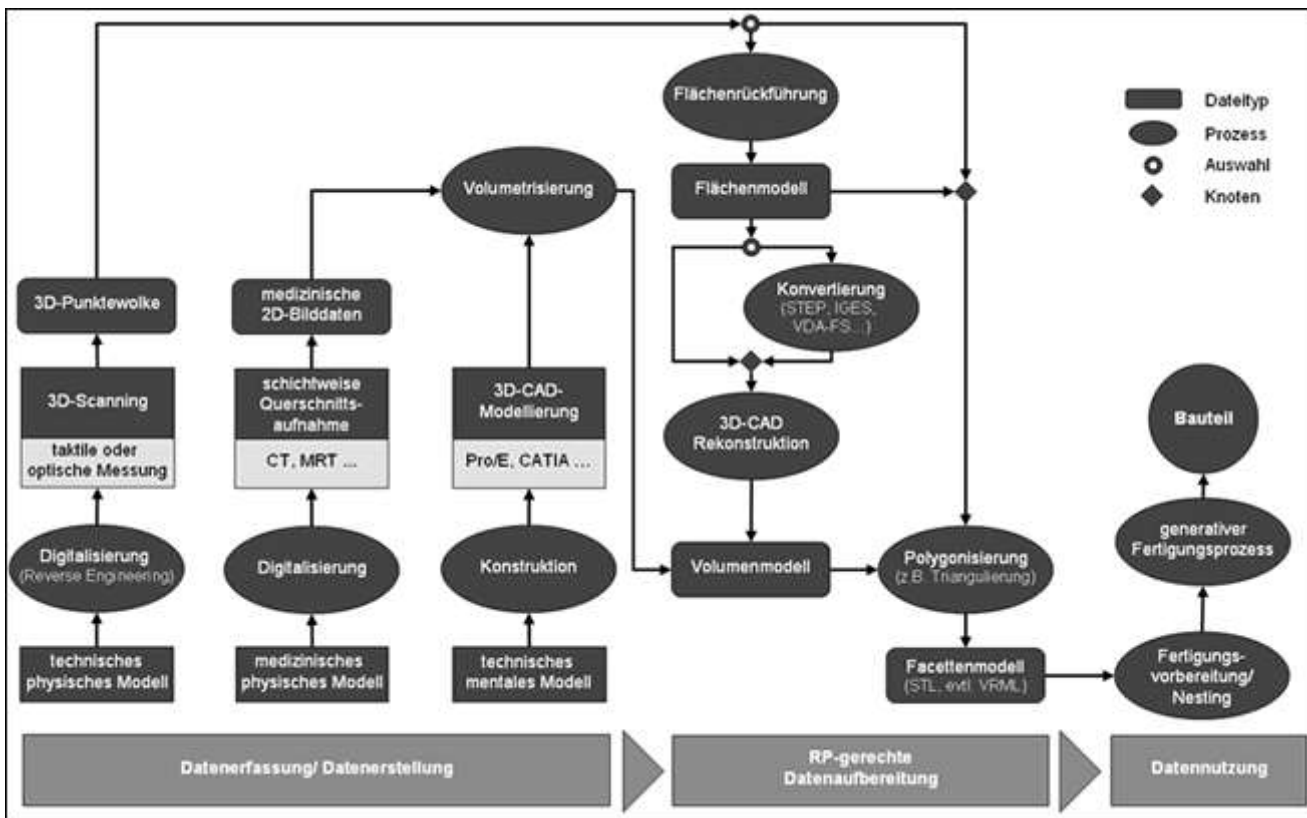 Flächenrückführung
Dateityp
Prozess
Auswahl
Knoten
Volumetrisierung
Flächenmodell
3D-Punktewolke
medizinische
2D-Bilddaten
Konvertierung
(STEP, IGES,
VDA-FS...)
3D-Scanning
taktile oder
optische Messung
schichtweise
Querschnitts-
aufnahme
CT, MRT ...
3D-CAD-
Modellierung
Pro/E, CATIA ...
3D-CAD
Rekonstruktion
Bauteil
Digitalisierung
(Reverse Engineering)
Digitalisierung
Konstruktion
Volumenmodell
Polygonisierung
(z.B. Triangulierung)
generativer
Fertigungsprozess
technisches
physisches Modell
medizinisches
physisches Modell
technisches
mentales Modell
Facettenmodell
(STL, evtl. VRML)
Fertigungs-
vorbereitung/
Nesting
Datenerfassung/ Datenerstellung
RP-gerechte
Datenaufbereitung
Datennutzung